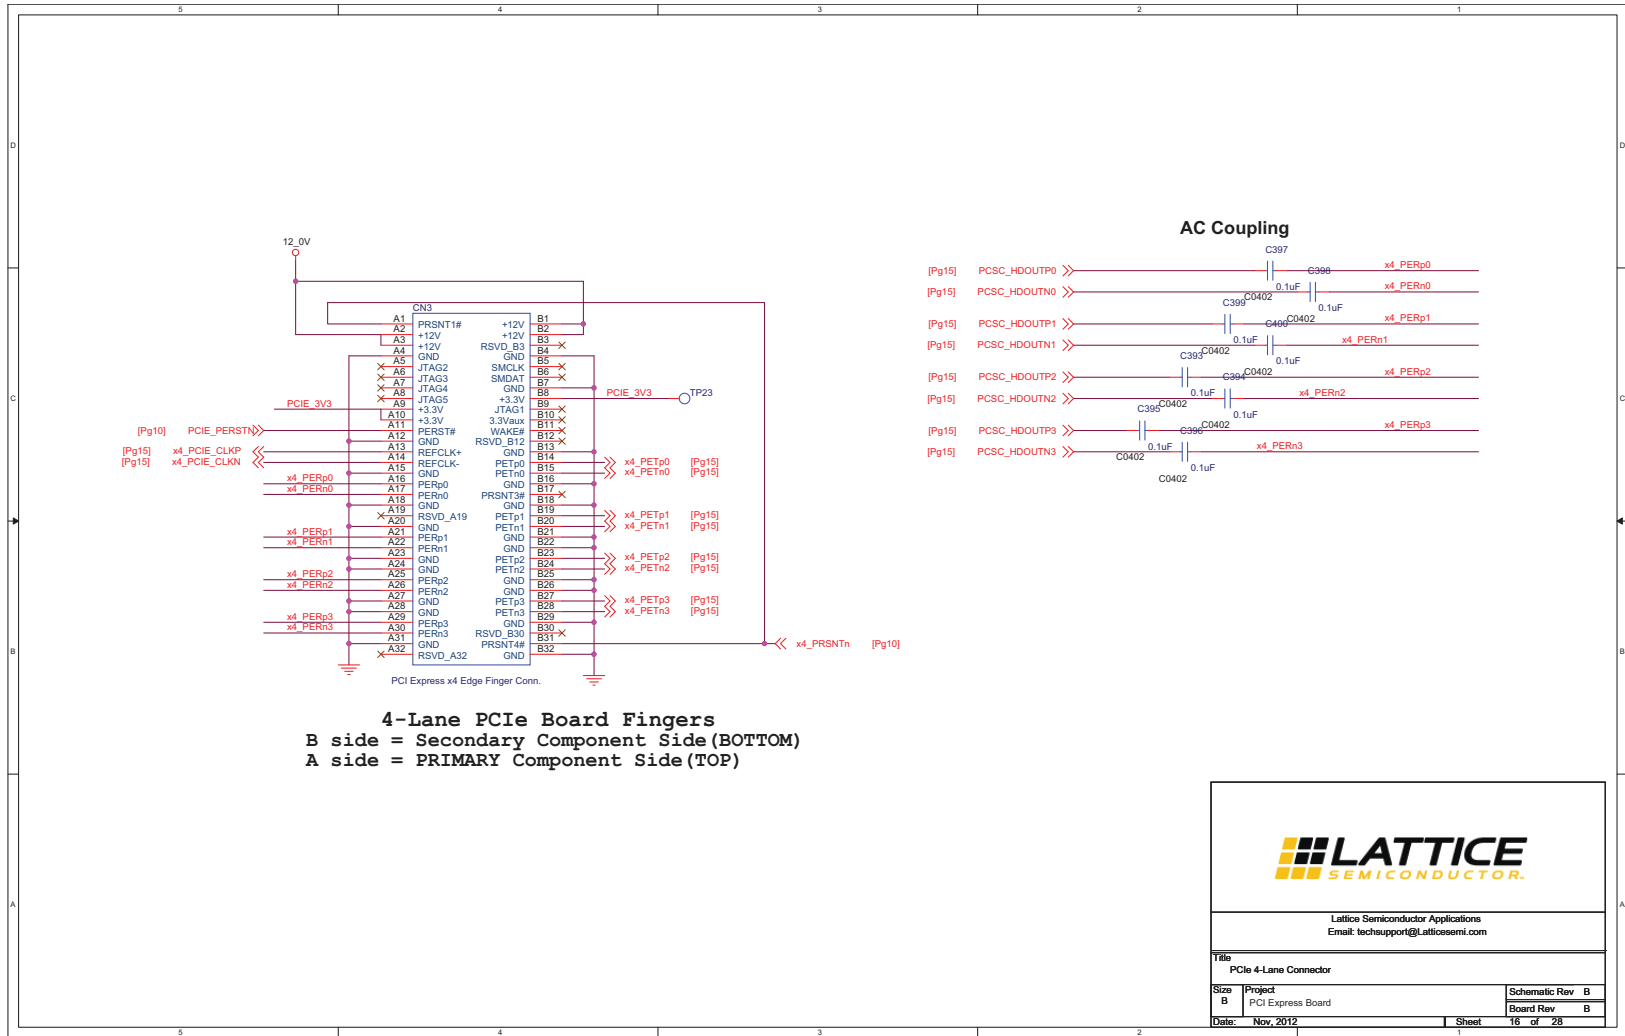 5 4 3 2 1
D D
C C
B B
A A
12_0V
CN3
A1 PRSNT1# +12V B1
A2 +12V +12V B2
A3 +12V RSVD_B3 B3
A4 GND GND B4
A5 JTAG2 SMCLK B5
A6 JTAG3 SMDAT B6
A7 JTAG4 GND B7
A8 JTAG5 +3.3V B8 PCIE_3V3 TP23
PCIE_3V3 A9 +3.3V JTAG1 B9
A10 +3.3V 3.3Vaux B10
[Pg10] PCIE_PERSTN A11 PERST# WAKE# B11
A12 GND RSVD_B12 B12
[Pg15] x4_PCIE_CLKP A13 REFCLK+ GND B13
[Pg15] x4_PCIE_CLKN A14 REFCLK- PETp0 B14 x4_PETp0 [Pg15]
A15 GND PETn0 B15 x4_PETn0 [Pg15]
x4_PERp0 A16 PERp0 GND B16
x4_PERn0 A17 PERn0 PRSNT3# B17
A18 GND GND B18
A19 RSVD_A19 PETp1 B19 x4_PETp1 [Pg15]
A20 GND PETn1 B20 x4_PETn1 [Pg15]
x4_PERp1 A21 PERp1 GND B21
x4_PERn1 A22 PERn1 GND B22
A23 GND PETp2 B23 x4_PETp2 [Pg15]
A24 GND PETn2 B24 x4_PETn2 [Pg15]
x4_PERp2 A25 PERp2 GND B25
x4_PERn2 A26 PERn2 GND B26
A27 GND PETp3 B27 x4_PETp3 [Pg15]
A28 GND PETn3 B28 x4_PETn3 [Pg15]
x4_PERp3 A29 PERp3 GND B29
x4_PERn3 A30 PERn3 RSVD_B30 B30
A31 GND PRSNT4# B31 x4_PRSNTn [Pg10]
A32 RSVD_A32 GND B32
PCI Express x4 Edge Finger Conn.
4-Lane PCIe Board Fingers
B side = Secondary Component Side(BOTTOM)
A side = PRIMARY Component Side(TOP)
AC Coupling
[Pg15] PCSC_HDOUTP0 C397 0.1uF C0402 x4_PERp0
[Pg15] PCSC_HDOUTN0 C398 0.1uF C0402 x4_PERn0
[Pg15] PCSC_HDOUTP1 C399 0.1uF C0402 x4_PERp1
[Pg15] PCSC_HDOUTN1 C400 0.1uF C0402 x4_PERn1
[Pg15] PCSC_HDOUTP2 C393 0.1uF C0402 x4_PERp2
[Pg15] PCSC_HDOUTN2 C394 0.1uF C0402 x4_PERn2
[Pg15] PCSC_HDOUTP3 C395 0.1uF C0402 x4_PERp3
[Pg15] PCSC_HDOUTN3 C396 0.1uF C0402 x4_PERn3
LATTICE
SEMICONDUCTOR.
Lattice Semiconductor Applications
Email: techsupport@Latticesemi.com
Title
PCIe 4-Lane Connector
Size Project Schematic Rev B
B PCI Express Board Board Rev B
Date: Nov, 2012 Sheet 16 of 28
5 4 3 2 1